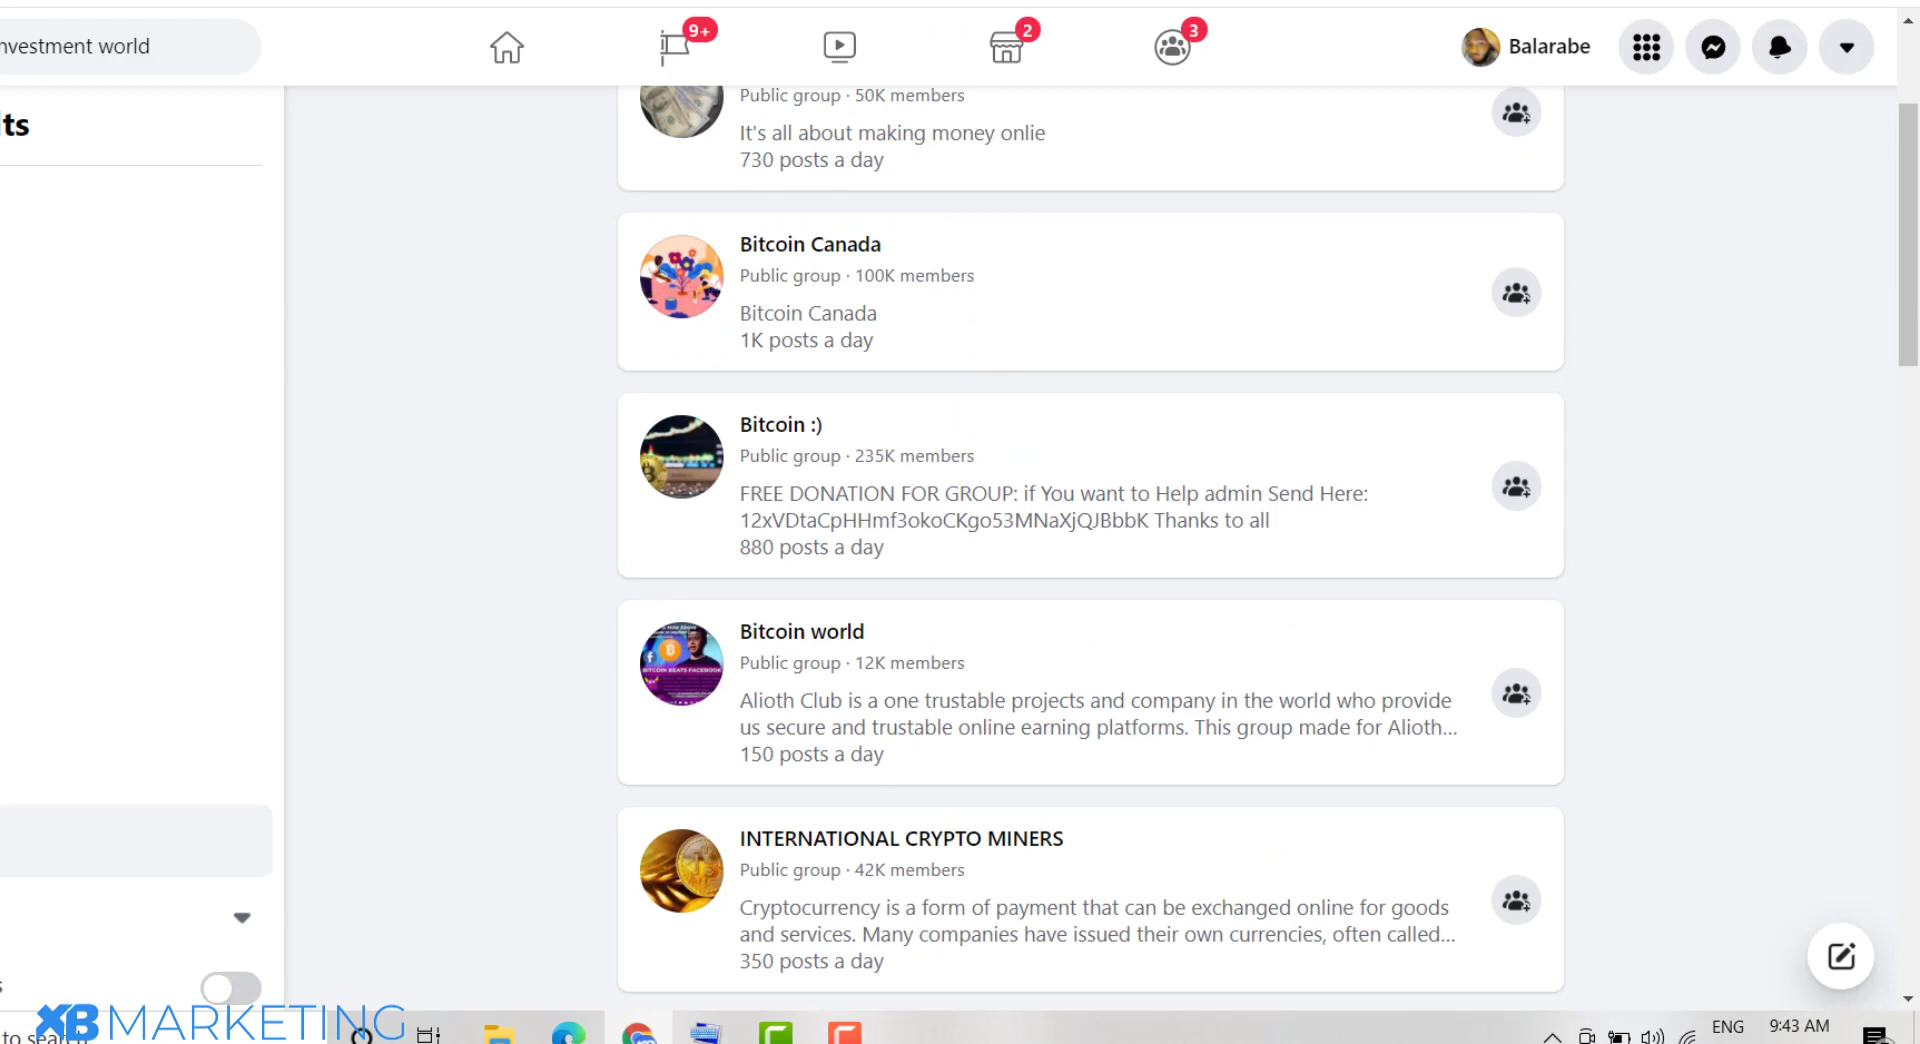 nvestment world
9+
2
3
Balarabe
lts
Public group · 50K members
It's all about making money onlie
730 posts a day
Bitcoin Canada
Public group · 100K members
Bitcoin Canada
1K posts a day
Bitcoin :)
Public group · 235K members
FREE DONATION FOR GROUP: if You want to Help admin Send Here:
12xVDtaCpHHmf3okoCKgo53MNaXjQJBbbK Thanks to all
880 posts a day
Bitcoin world
Public group · 12K members
Alioth Club is a one trustable projects and company in the world who provide
us secure and trustable online earning platforms. This group made for Alioth...
150 posts a day
BITCOIN BEATS FACEBOOK
INTERNATIONAL CRYPTO MINERS
Public group · 42K members
Cryptocurrency is a form of payment that can be exchanged online for goods
and services. Many companies have issued their own currencies, often called...
350 posts a day
s
XB MARKETING
to sear
ENG
9:43 AM